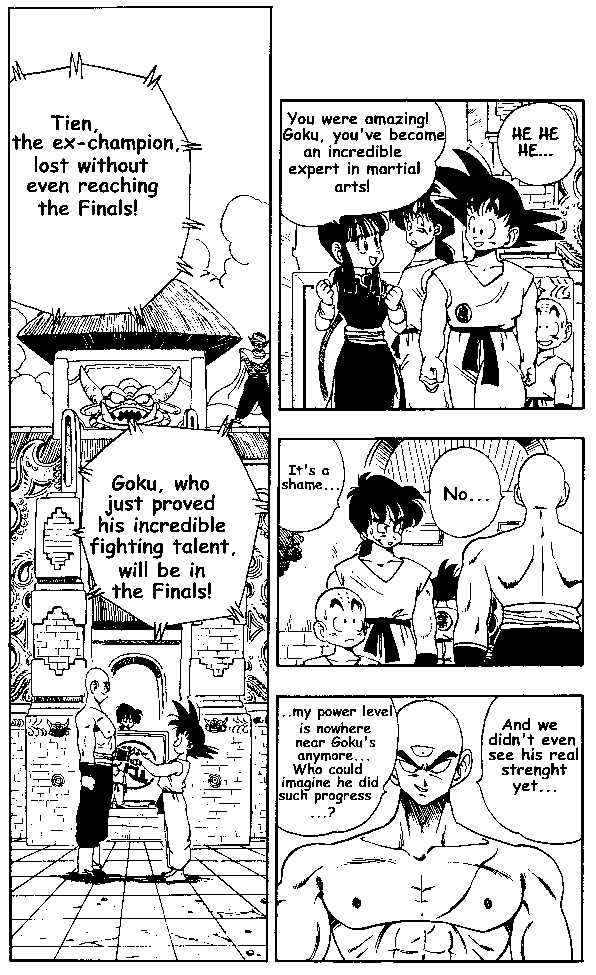 Tien,
the ex-champion,
lost without
even reaching
the Finals!
Goku, who
just proved
his incredible
fighting talent,
will be in
the Finals!
You were amazing!
Goku, you've become
an incredible
expert in martial
arts!
HE HE
HE...
It's a
shame...
No...
..my power level
is nowhere
near Goku's
anymore...
Who could
imagine he did
such progress
...?
And we
didn't even
see his real
strenght
yet...